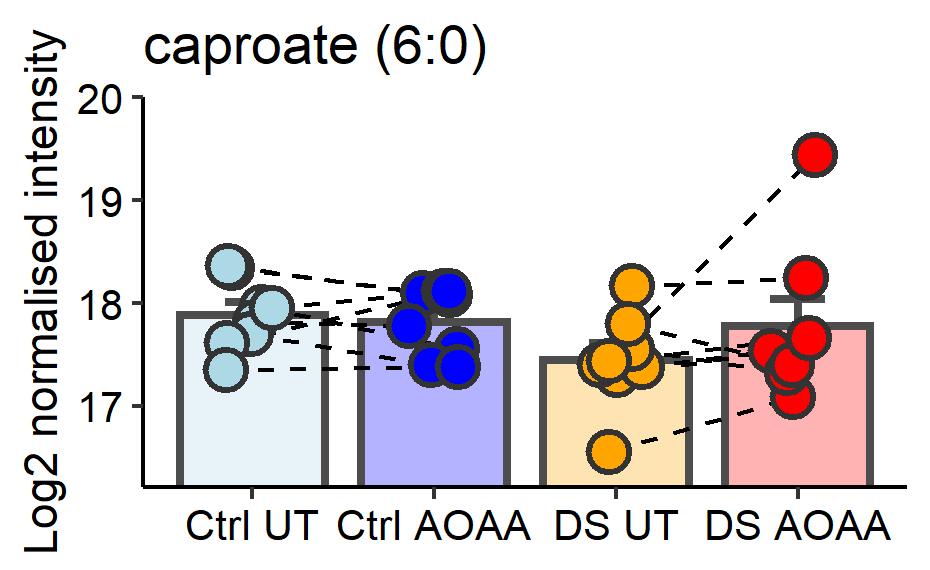 caproate (6:0)
Log2 normalised intensity
20
19
18
17
Ctrl UT Ctrl AOAA DS UT DS AOAA